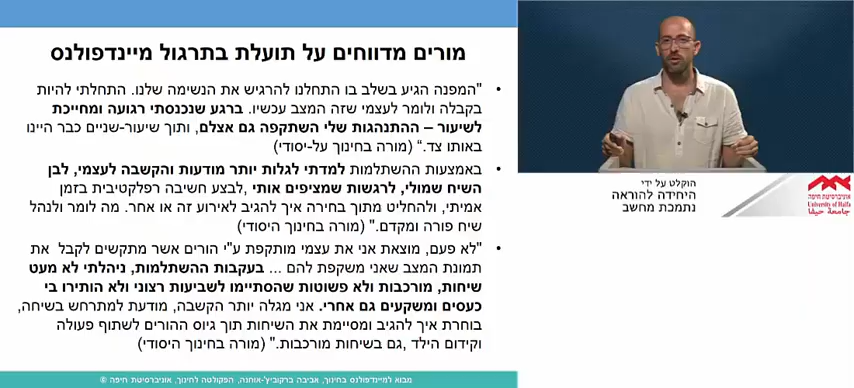 מורים מדווחים על תועלת בתרגול מיינדפולנס
• "המפנה הגיע בשלב בו התחלנו להרגיש את הנשימה שלנו. התחלתי להיות
בקבלה ולומר לעצמי שזה המצב עכשיו. ברגע שנכנסתי רגועה ומחייכת
לשיעור – ההתנהגות שלי השתקפה גם אצלם, ותוך שיעור-שניים כבר היינו
באותו צד." (מורה בחינוך על-יסודי)
• באמצעות ההשתלמות למדתי לגלות יותר מודעות והקשבה לעצמי, לבן
השיח שמולי, לרגשות שמציפים אותי ,לבצע חשיבה רפלקטיבית בזמן
אמיתי, ולהחליט מתוך בחירה איך להגיב לאירוע זה או אחר. מה לומר ולנהל
שיח פורה ומקדם." (מורה בחינוך היסודי)
• "לא פעם, מוצאת אני את עצמי מותקפת ע"י הורים אשר מתקשים לקבל את
תמונת המצב שאני משקפת להם ... בעקבות ההשתלמות, ניהלתי לא מעט
שיחות, מורכבות ולא פשוטות שהסתיימו לשביעות רצוני ולא הותירו בי
כעסים ומשקעים גם אחרי. אני מגלה יותר הקשבה, מודעת למתרחש בשיחה,
בוחרת איך להגיב ומסיימת את השיחות תוך גיוס ההורים לשתוף פעולה
וקידום הילד ,גם בשיחות מורכבות." (מורה בחינוך היסודי)
מבוא למיינדפולנס בחינוך, אביבה ברקוביץ'-אוחנה, הפקולטה לחינוך, אוניברסיטת חיפה ©
הוקלט על ידי
היחידה להוראה
נתמכת מחשב
אוניברסיטת חיפה
University of Haifa
جامعة حيفا